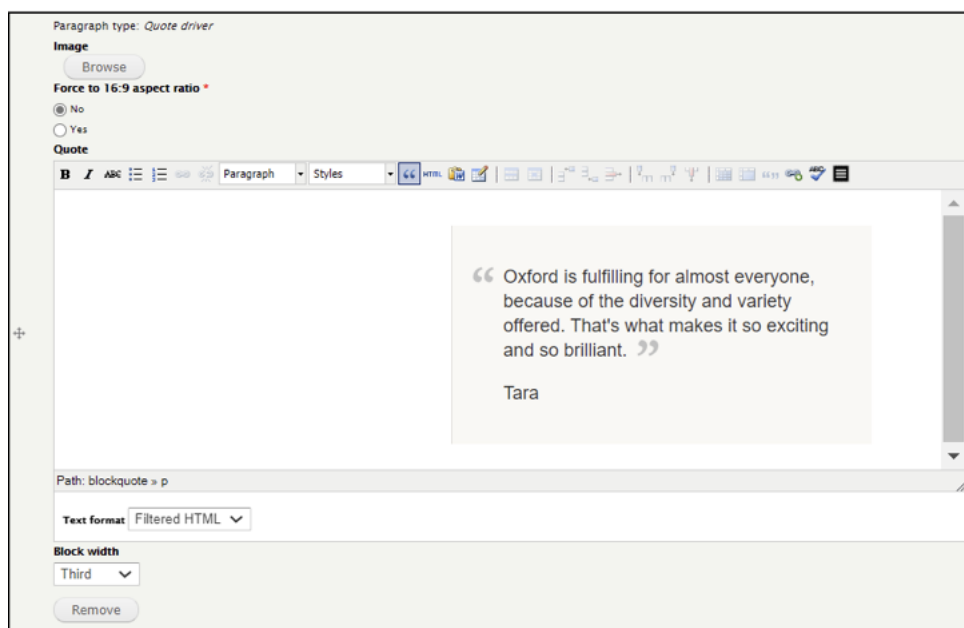 Paragraph type: Quote driver
Image
Browse
Force to 16:9 aspect ratio *
No
Yes
Quote
B I ABC Paragraph Styles “ HTML
“ Oxford is fulfilling for almost everyone,
because of the diversity and variety
offered. That's what makes it so exciting
and so brilliant. ”
Tara
Path: blockquote » p
Text format Filtered HTML
Block width
Third
Remove